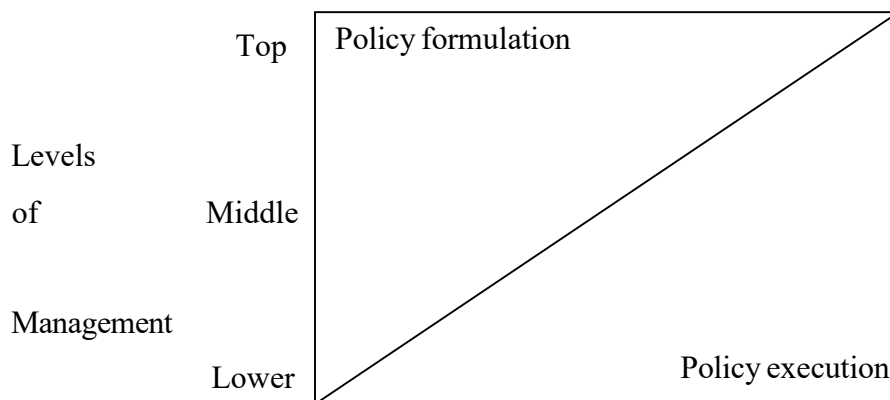 Top Policy formulation
Levels
of Middle
Management
Lower Policy execution